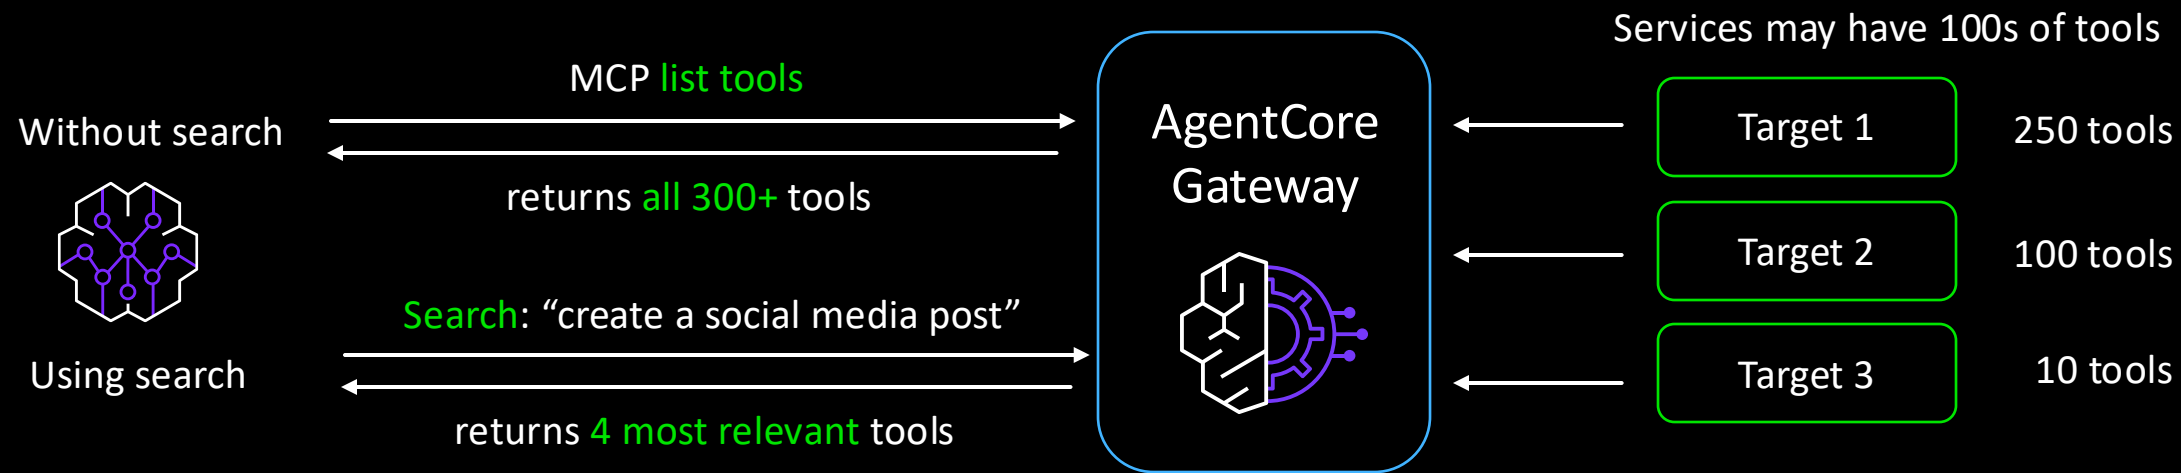 Services may have 100s of tools
MCP list tools
Without search
returns all 300+ tools
Search: “create a social media post”
Using search
returns 4 most relevant tools
AgentCore
Gateway
Target 1
250 tools
Target 2
100 tools
Target 3
10 tools